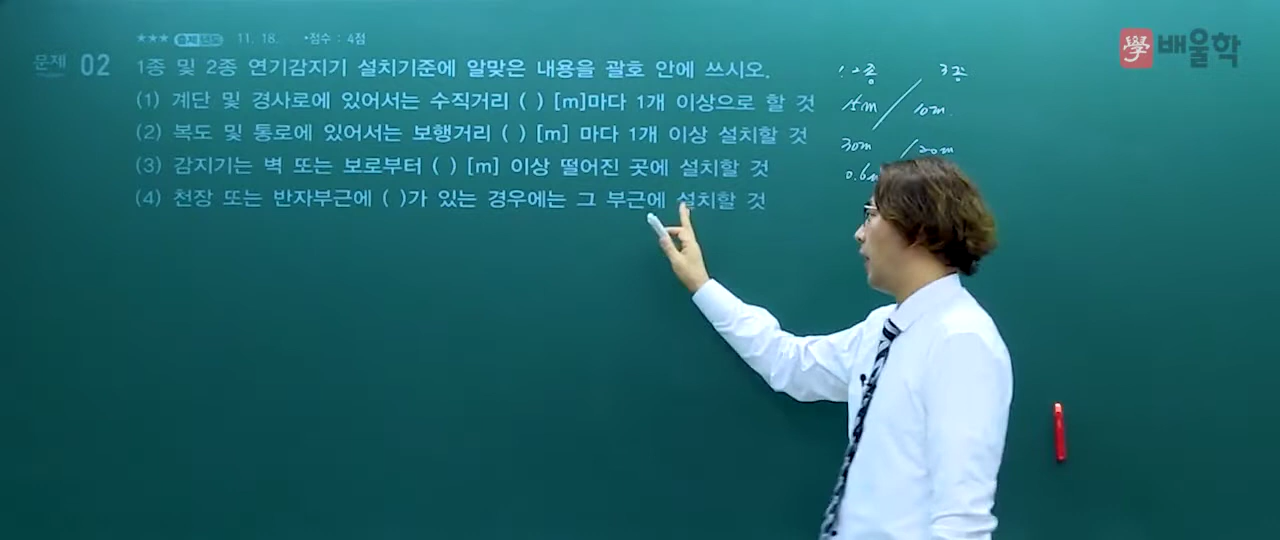 ★★★ 출제년도 11. 18. •점수 : 4점
문제 02 1종 및 2종 연기감지기 설치기준에 알맞은 내용을 괄호 안에 쓰시오.
(1) 계단 및 경사로에 있어서는 수직거리 ( ) [m]마다 1개 이상으로 할 것
(2) 복도 및 통로에 있어서는 보행거리 ( ) [m] 마다 1개 이상 설치할 것
(3) 감지기는 벽 또는 보로부터 ( ) [m] 이상 떨어진 곳에 설치할 것
(4) 천장 또는 반자부근에 ( )가 있는 경우에는 그 부근에 설치할 것
學 배울학
1.2종 3종
15m / 10m
30m / 20m
0.6m